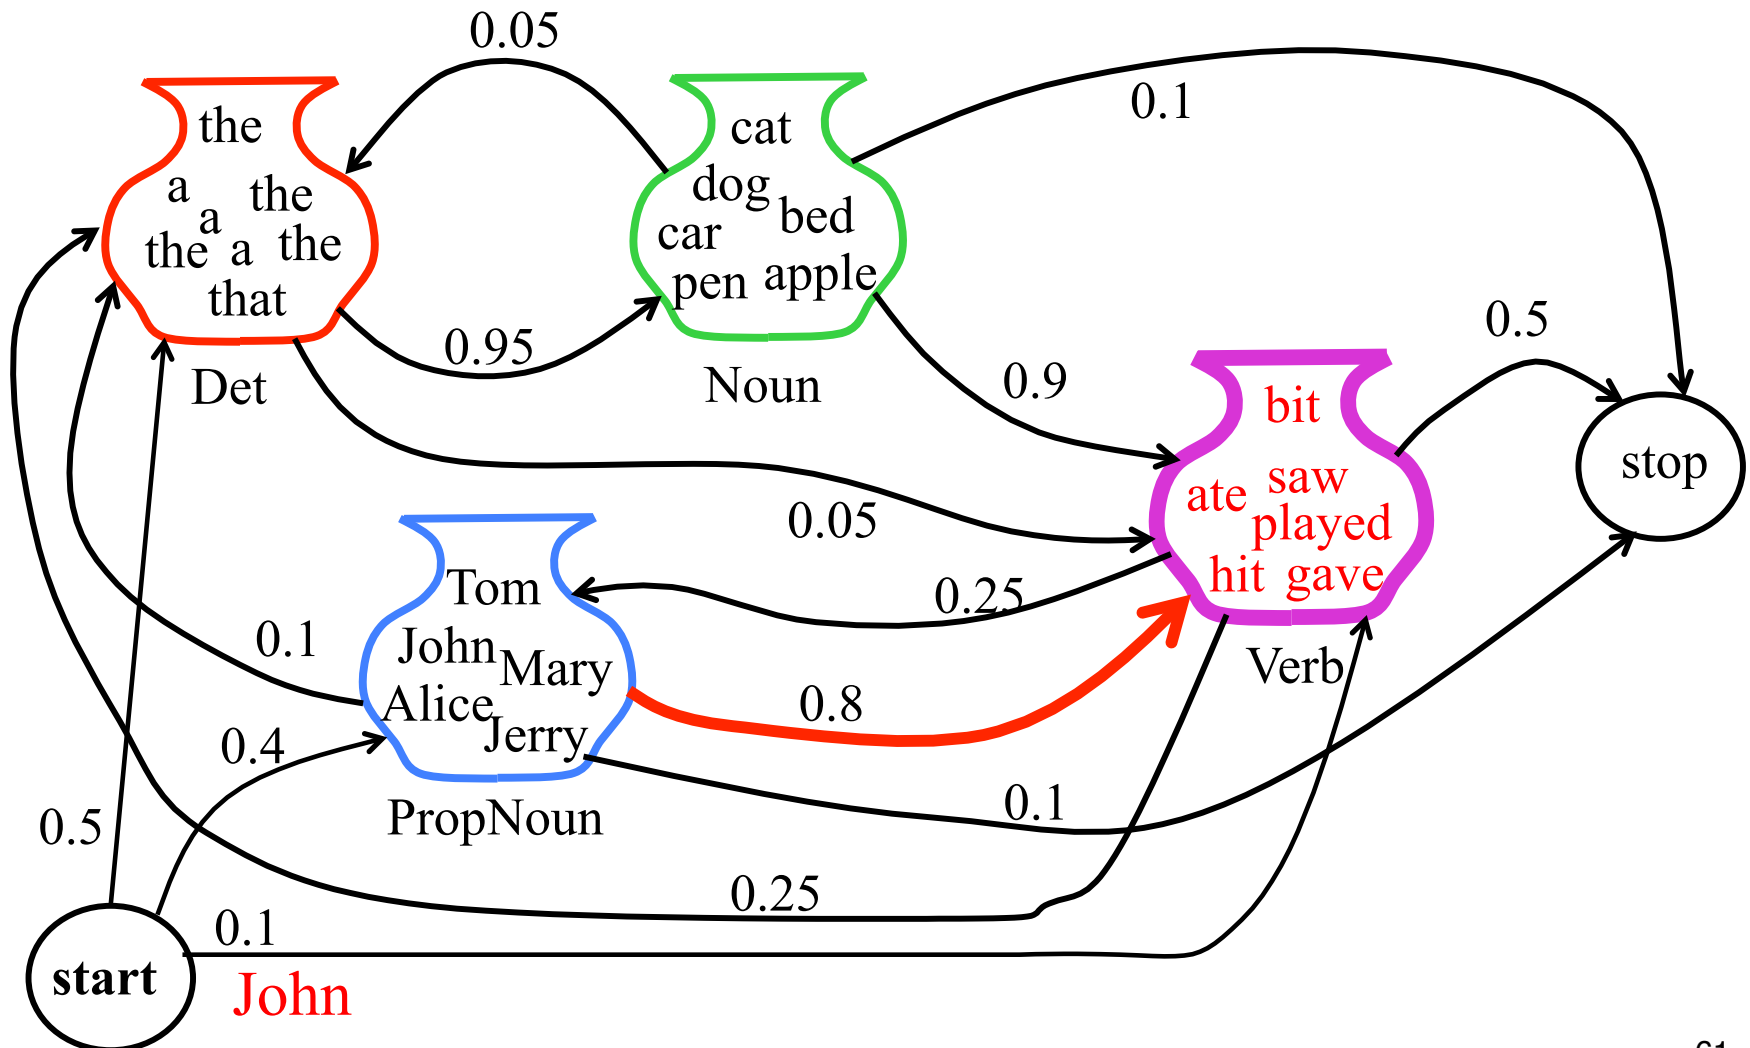 0.05
0.1
the
cat
a
the
dog
a
bed
the
a
the
car
that
pen
apple
0.95
0.5
Det
Noun
0.9
bit
saw
stop
ate
played
0.05
hit
gave
Tom
0.25
0.1
John
Mary
Verb
Alice
0.8
Jerry
0.4
PropNoun
0.1
0.5
0.25
0.1
start
John